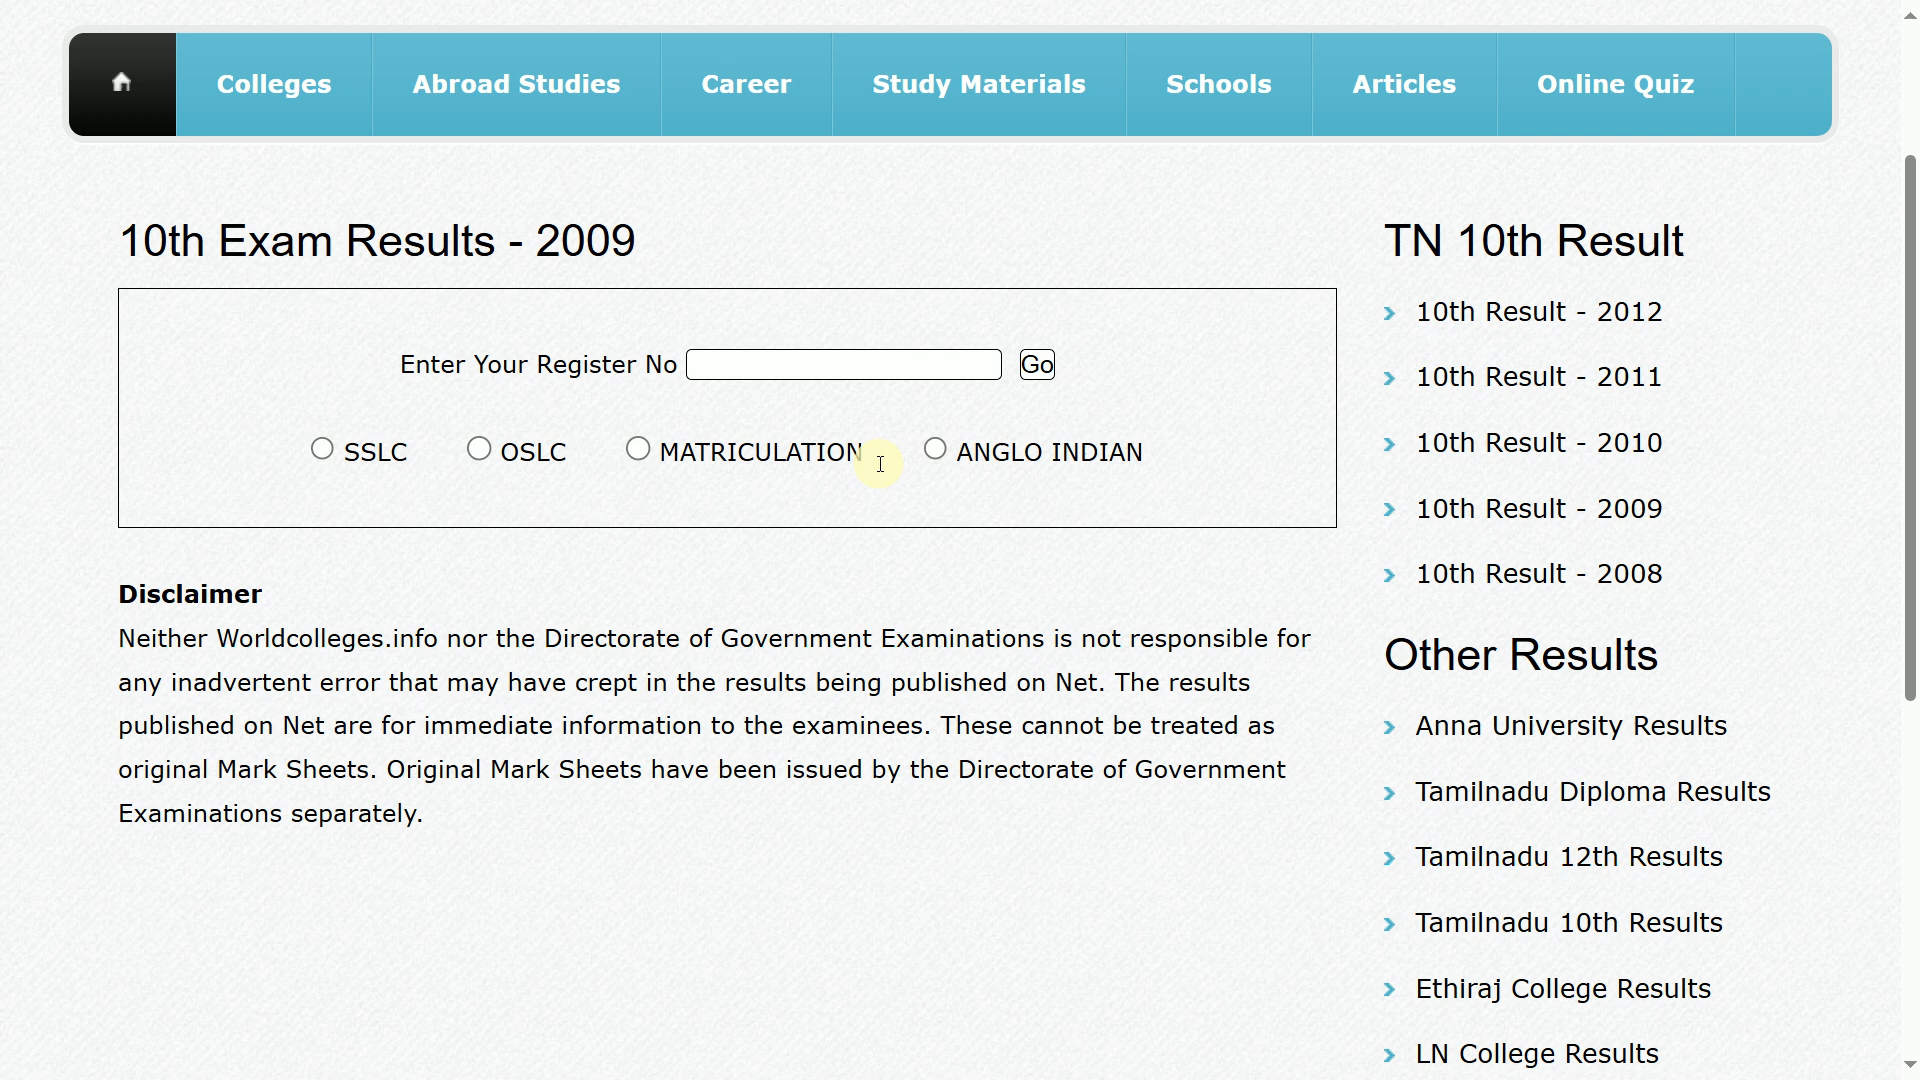 Colleges Abroad Studies Career Study Materials Schools Articles Online Quiz
10th Exam Results - 2009
Enter Your Register No Go
SSLC OSLC MATRICULATION ANGLO INDIAN
Disclaimer
Neither Worldcolleges.info nor the Directorate of Government Examinations is not responsible for
any inadvertent error that may have crept in the results being published on Net. The results
published on Net are for immediate information to the examinees. These cannot be treated as
original Mark Sheets. Original Mark Sheets have been issued by the Directorate of Government
Examinations separately.
TN 10th Result
10th Result - 2012
10th Result - 2011
10th Result - 2010
10th Result - 2009
10th Result - 2008
Other Results
Anna University Results
Tamilnadu Diploma Results
Tamilnadu 12th Results
Tamilnadu 10th Results
Ethiraj College Results
LN College Results